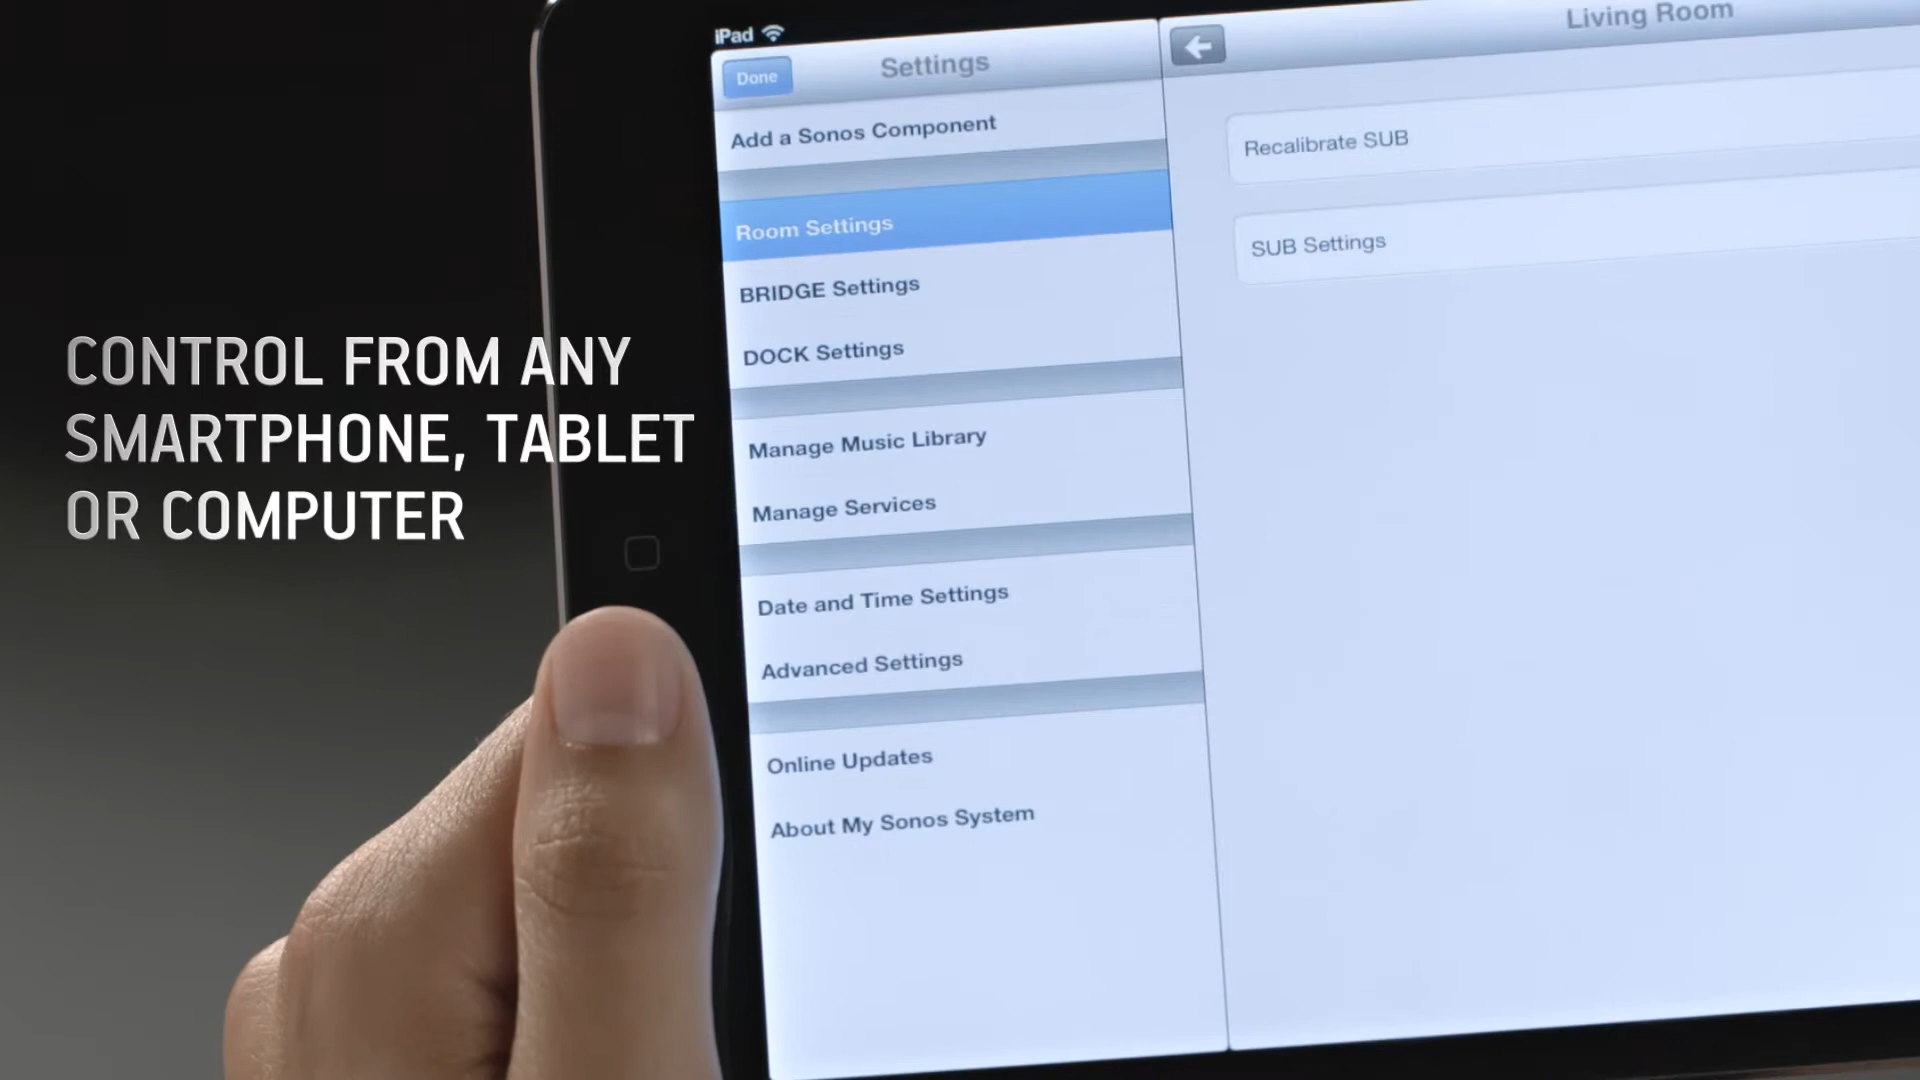 iPad
Done
Settings
Living Room
Add a Sonos Component
Room Settings
BRIDGE Settings
DOCK Settings
Manage Music Library
Manage Services
Date and Time Settings
Advanced Settings
Online Updates
About My Sonos System
Recalibrate SUB
SUB Settings
CONTROL FROM ANY
SMARTPHONE, TABLET
OR COMPUTER